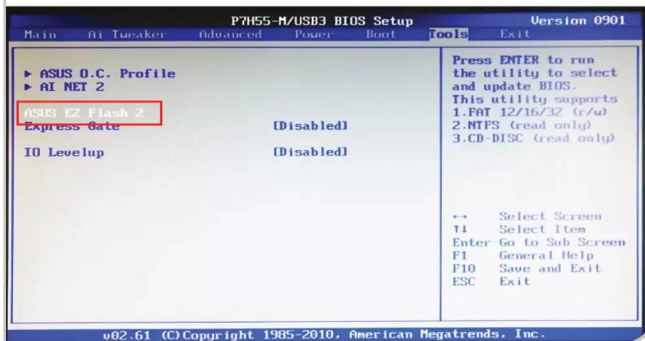 P7H55-M/USB3 BIOS Setup Version 0901
Main Ai Tweaker Advanced Power Boot Tools Exit
▶ ASUS O.C. Profile
▶ AI NET 2
ASUS EZ Flash 2
Express Gate [Disabled]
IO Levelup [Disabled]
Press ENTER to run
the utility to select
and update BIOS.
This utility supports
1.FAT 12/16/32 (r/w)
2.NTFS (read only)
3.CD-DISC (read only)
↔ Select Screen
↑↓ Select Item
Enter Go to Sub Screen
F1 General Help
F10 Save and Exit
ESC Exit
v02.61 (C)Copyright 1985-2010, American Megatrends, Inc.